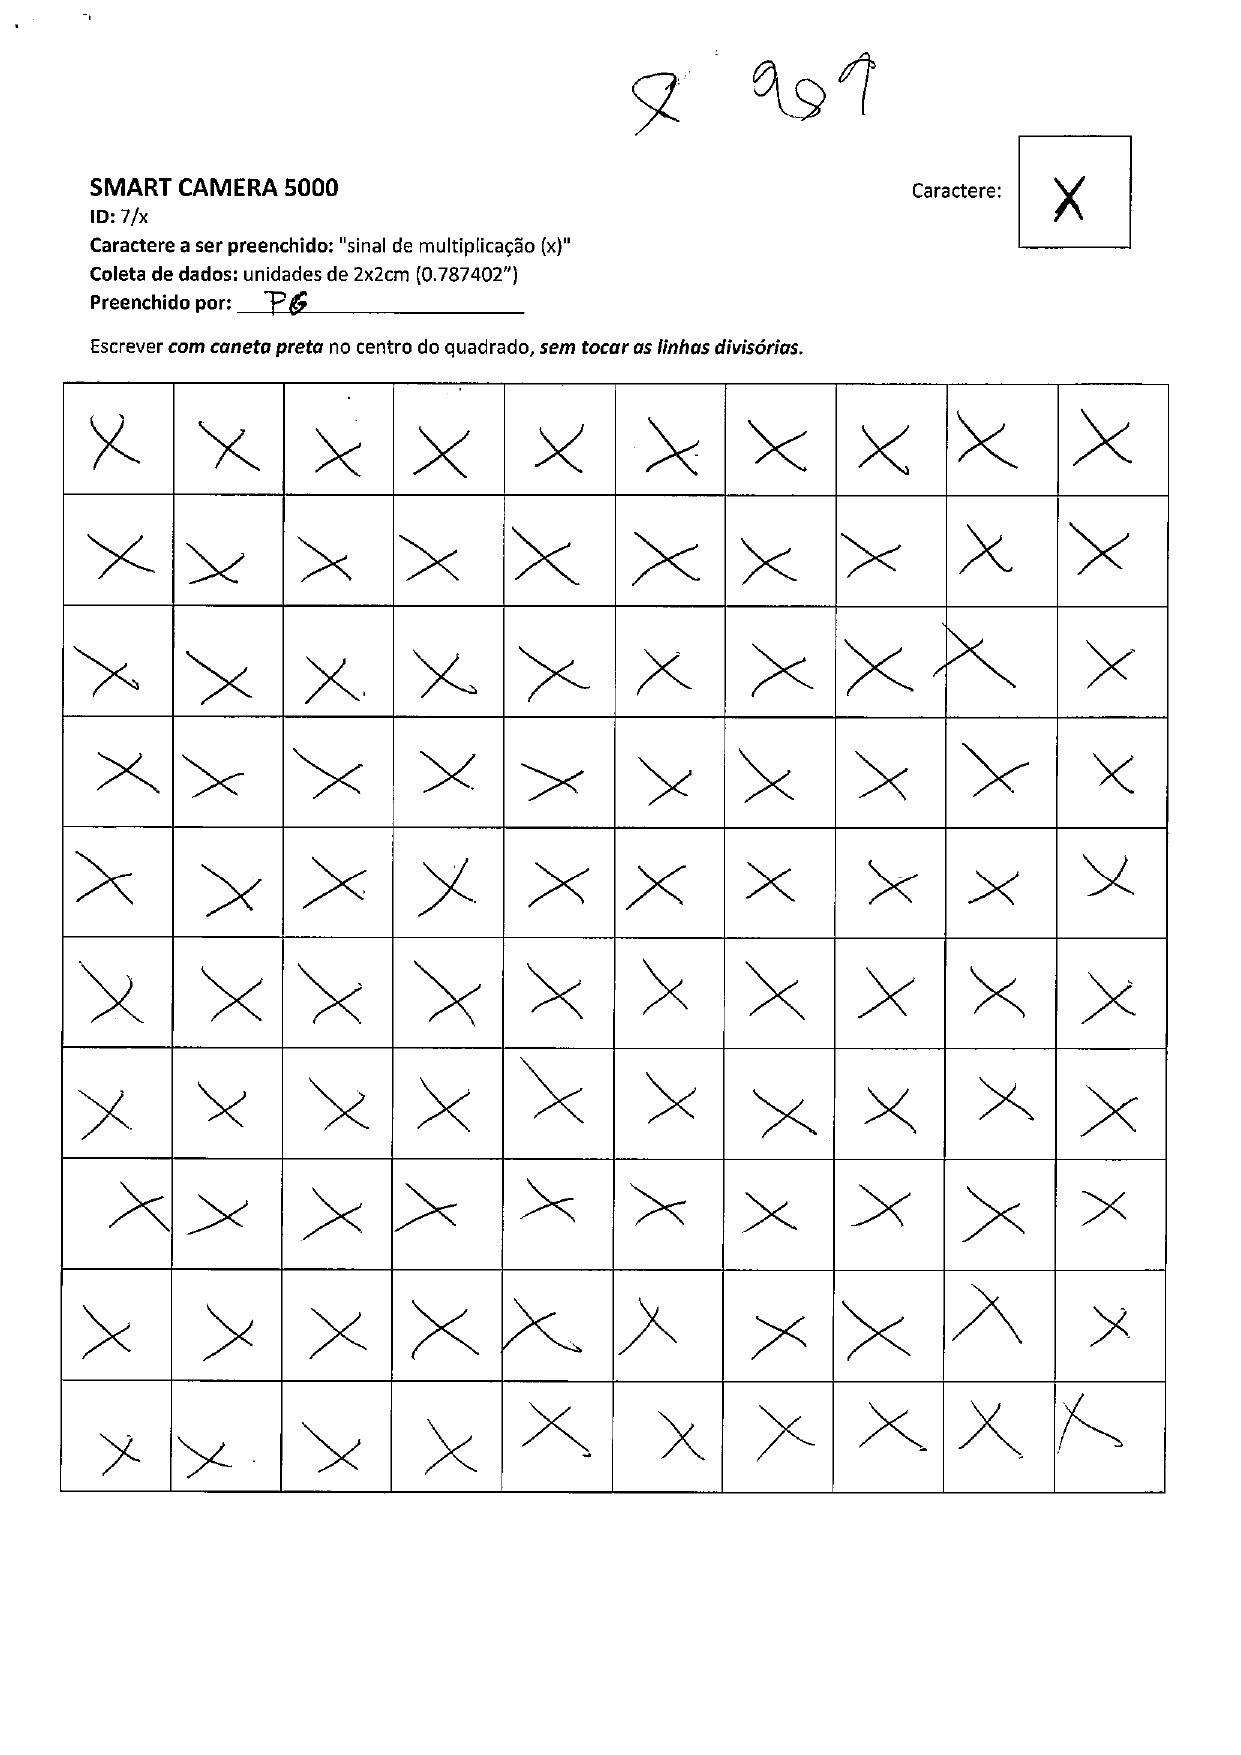 SMART CAMERA 5000
Caractere: X
ID: 7/x
Caractere a ser preenchido: "sinal de multiplicação (x)"
Coleta de dados: unidades de 2x2cm (0.787402")
Preenchido por: PG
Escrever com caneta preta no centro do quadrado, sem tocar as linhas divisórias.
X X X X X X X X X X
X X X X X X X X X X
X X X X X X X X X X
X X X X X X X X X X
X X X X X X X X X X
X X X X X X X X X X
X X X X X X X X X X
X X X X X X X X X X
X X X X X X X X X X
X X X X X X X X X X